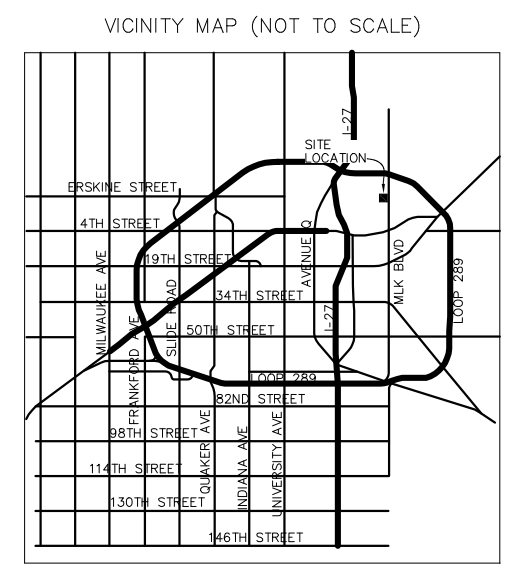 VICINITY MAP (NOT TO SCALE)
I-27
SITE
LOCATION
ERSKINE STREET
4TH STREET
AVENUE Q
19TH STREET
MILWAUKEE AVE
MLK BLVD
LOOP 289
SLIDE ROAD
34TH STREET
I-27
50TH STREET
FRANKFORD AVE
LOOP 289
82ND STREET
98TH STREET
QUAKER AVE
INDIANA AVE
UNIVERSITY AVE
114TH STREET
130TH STREET
146TH STREET